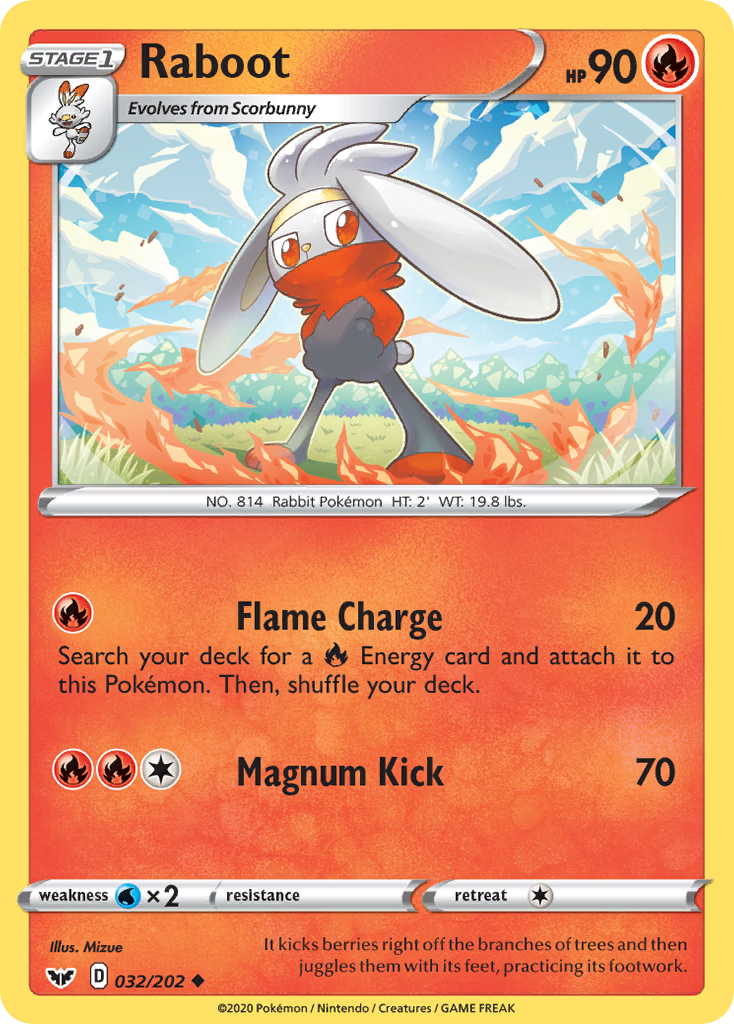 STAGE1
Raboot
HP90
Evolves from Scorbunny
NO. 814 Rabbit Pokémon HT: 2' WT: 19.8 lbs.
Flame Charge 20
Search your deck for a Energy card and attach it to
this Pokémon. Then, shuffle your deck.
Magnum Kick 70
weakness ×2 resistance retreat
Illus. Mizue
It kicks berries right off the branches of trees and then
juggles them with its feet, practicing its footwork.
D 032/202
©2020 Pokémon / Nintendo / Creatures / GAME FREAK